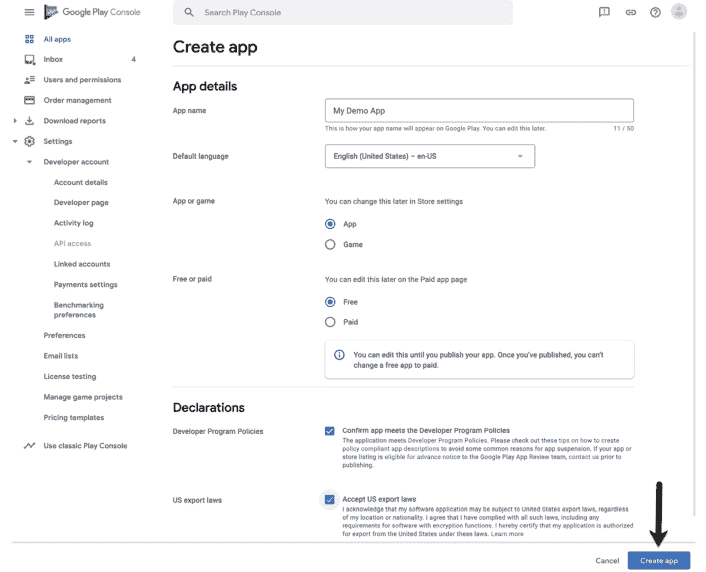 Google Play Console
Search Play Console
All apps
Inbox 4
Users and permissions
Order management
Download reports
Settings
Developer account
Account details
Developer page
Activity log
API access
Linked accounts
Payments settings
Benchmarking
preferences
Preferences
Email lists
License testing
Manage game projects
Pricing templates
Use classic Play Console
Create app
App details
App name
My Demo App
This is how your app name will appear on Google Play. You can edit this later. 11 / 50
Default language
English (United States) – en-US
App or game
You can change this later in Store settings
App
Game
Free or paid
You can edit this later on the Paid app page
Free
Paid
You can edit this until you publish your app. Once you've published, you can't
change a free app to paid.
Declarations
Developer Program Policies
Confirm app meets the Developer Program Policies
The application meets Developer Program Policies. Please check out these tips on how to create
policy compliant app descriptions to avoid some common reasons for app suspension. If your app or
store listing is eligible for advance notice to the Google Play App Review team, contact us prior to
publishing.
US export laws
Accept US export laws
I acknowledge that my software application may be subject to United States export laws, regardless
of my location or nationality. I agree that I have complied with all such laws, including any
requirements for software with encryption functions. I hereby certify that my application is authorized
for export from the United States under these laws. Learn more
Cancel
Create app